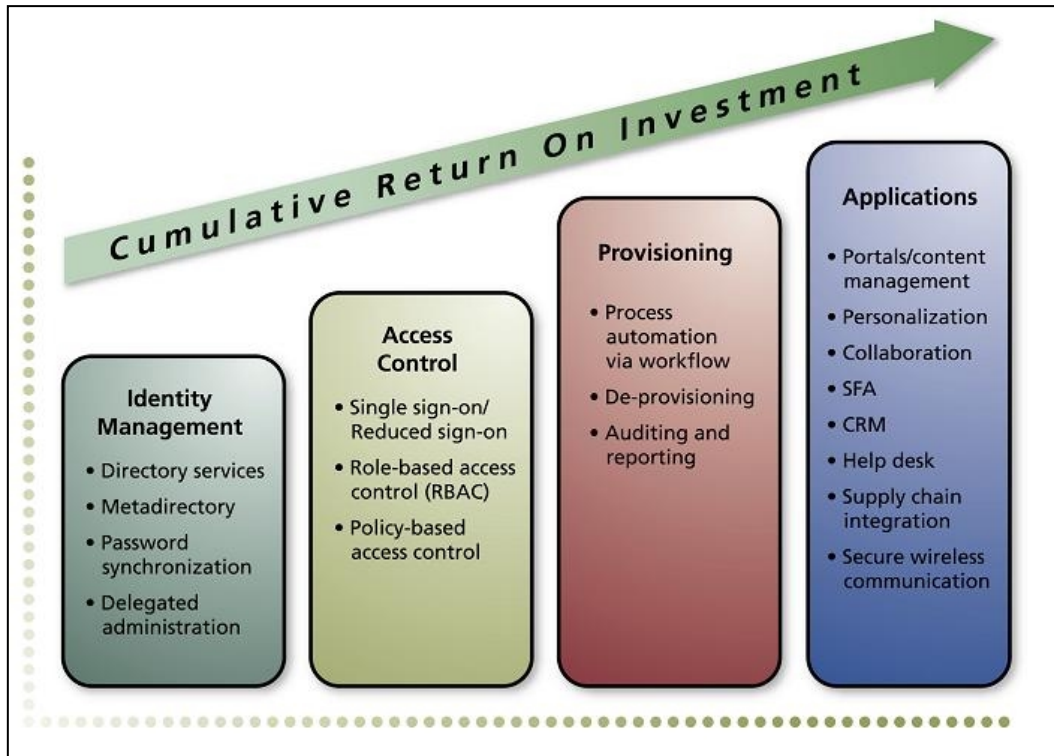 Cumulative Return On Investment
Identity
Management
• Directory services
• Metadirectory
• Password
synchronization
• Delegated
administration
Access
Control
• Single sign-on/
Reduced sign-on
• Role-based access
control (RBAC)
• Policy-based
access control
Provisioning
• Process
automation
via workflow
• De-provisioning
• Auditing and
reporting
Applications
• Portals/content
management
• Personalization
• Collaboration
• SFA
• CRM
• Help desk
• Supply chain
integration
• Secure wireless
communication